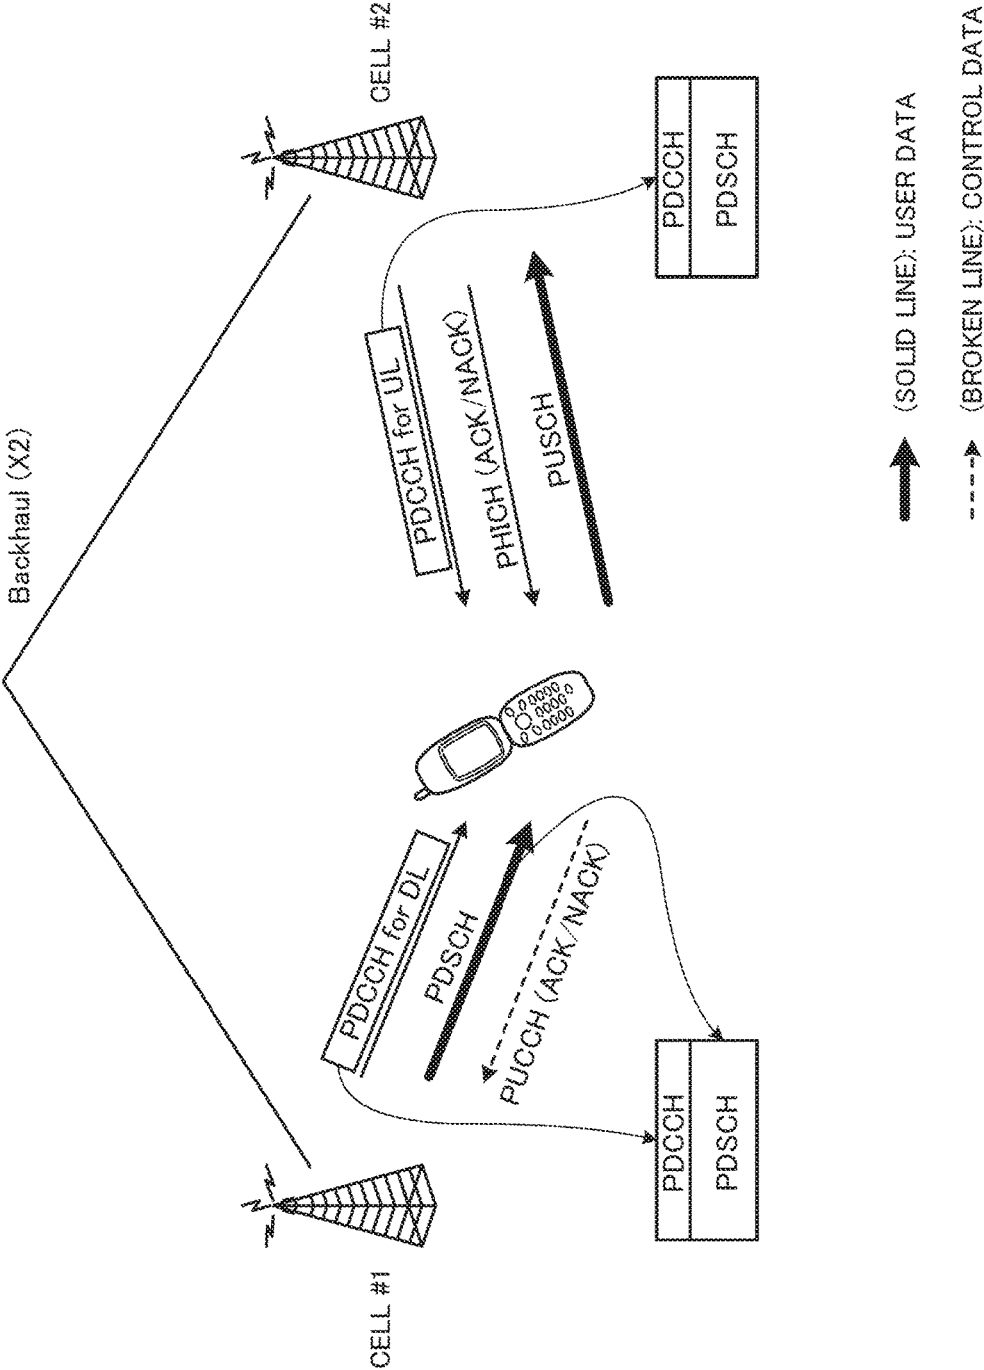 Backhaul (X2)
CELL #1
CELL #2
PDCCH for DL
PDSCH
PUCCH (ACK/NACK)
PDCCH for UL
PHICH (ACK/NACK)
PUSCH
PDCCH
PDSCH
PDCCH
PDSCH
(SOLID LINE): USER DATA
(BROKEN LINE): CONTROL DATA